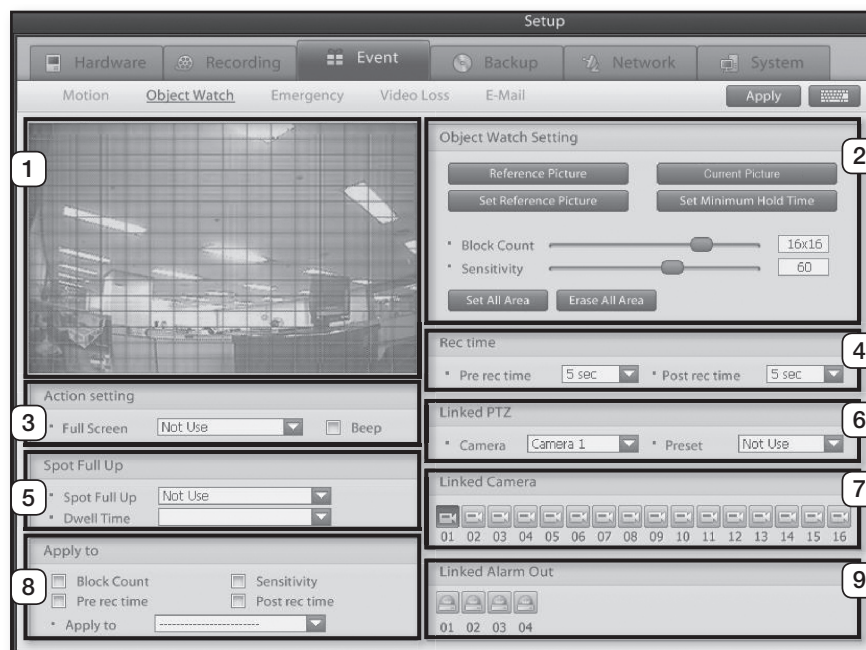 Setup
Hardware Recording Event Backup Network System
Motion Object Watch Emergency Video Loss E-Mail Apply
1
Object Watch Setting
2
Reference Picture Current Picture
Set Reference Picture Set Minimum Hold Time
Block Count 16x16
Sensitivity 60
Set All Area Erase All Area
Rec time
4
Pre rec time 5 sec Post rec time 5 sec
Action setting
3
Full Screen Not Use Beep
Linked PTZ
6
Camera Camera 1 Preset Not Use
Spot Full Up
5
Spot Full Up Not Use
Dwell Time
Linked Camera
7
01 02 03 04 05 06 07 08 09 10 11 12 13 14 15 16
Apply to
8
Block Count Sensitivity
Pre rec time Post rec time
Apply to ------------------------
Linked Alarm Out
9
01 02 03 04